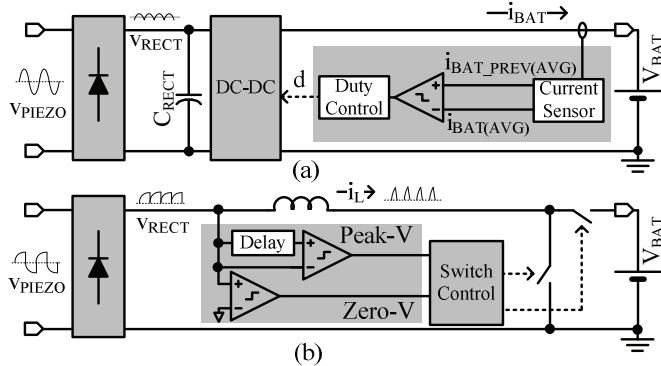 iBAT
VRECT
VPIEZO
CRECT
DC-DC
d
Duty Control
iBAT_PREV(AVG)
iBAT(AVG)
Current Sensor
VBAT
(a)
VRECT
iL
VPIEZO
Delay
Peak-V
Zero-V
Switch Control
VBAT
(b)